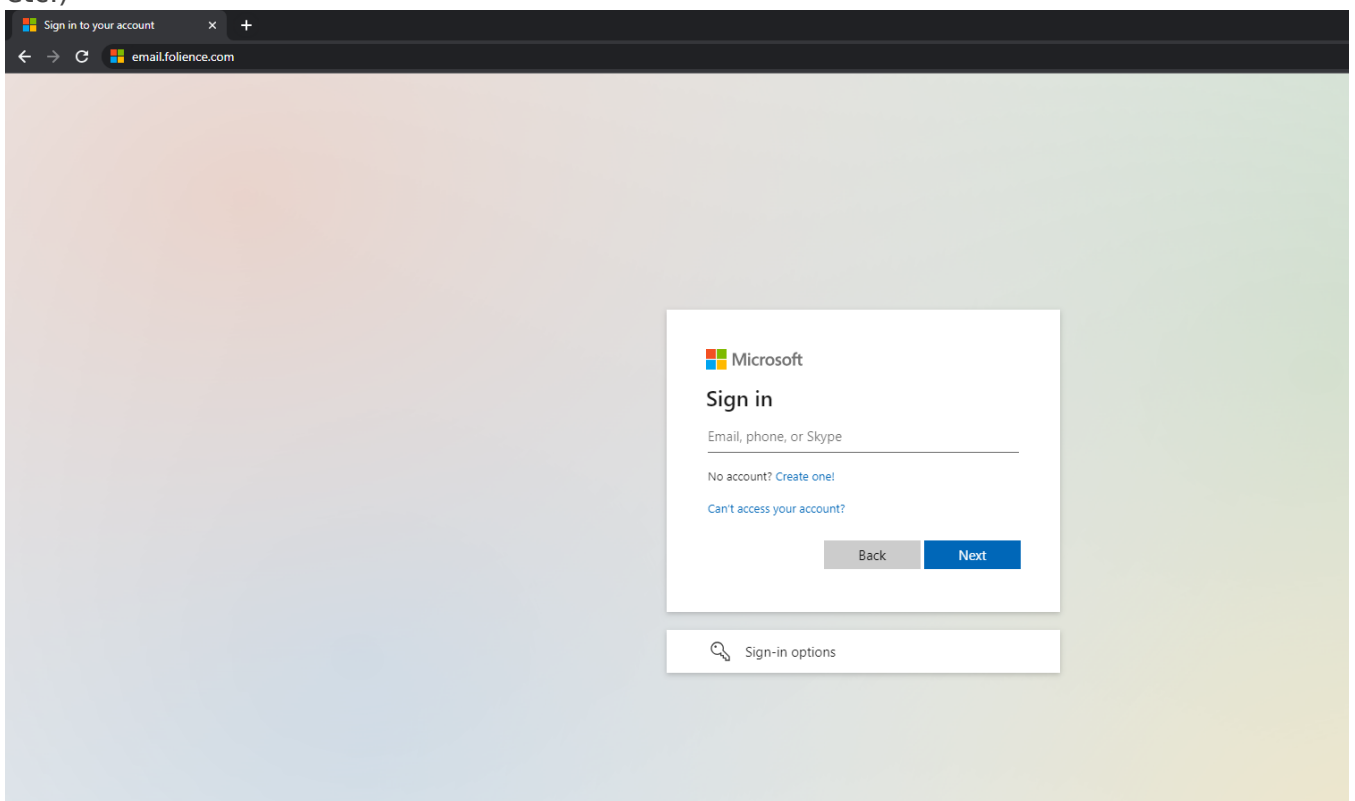 Sign in to your account
email.folience.com
Microsoft
Sign in
Email, phone, or Skype
No account? Create one!
Can't access your account?
Back Next
Sign-in options